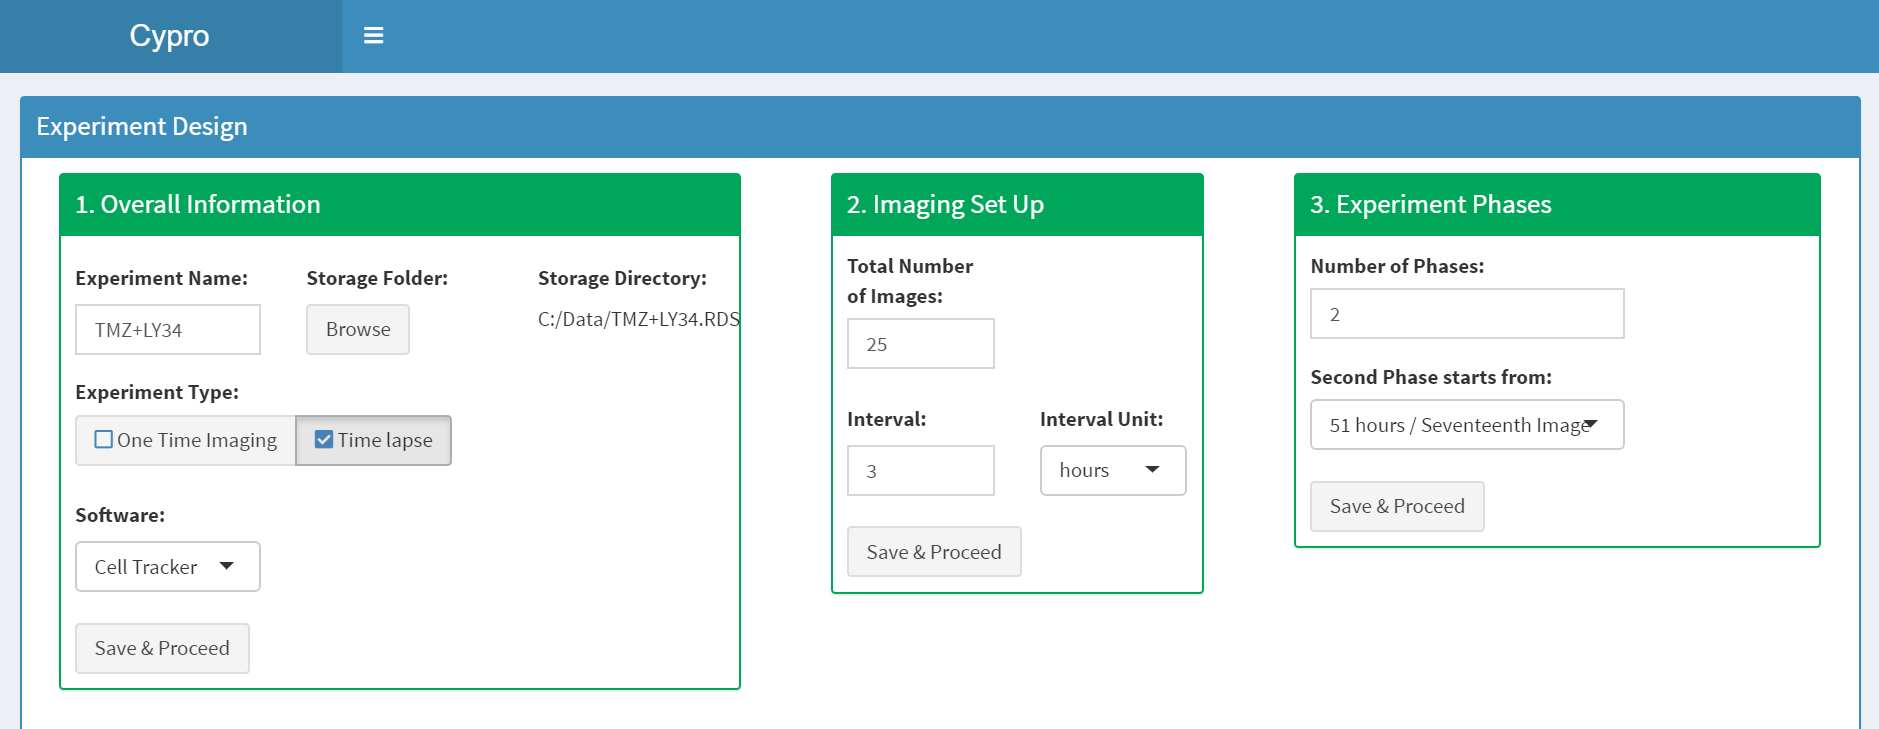 Cypro
Experiment Design
1. Overall Information
Experiment Name:
Storage Folder:
Storage Directory:
TMZ+LY34
Browse
C:/Data/TMZ+LY34.RDS
Experiment Type:
One Time Imaging
Time lapse
Software:
Cell Tracker
Save & Proceed
2. Imaging Set Up
Total Number
of Images:
25
Interval:
Interval Unit:
3
hours
Save & Proceed
3. Experiment Phases
Number of Phases:
2
Second Phase starts from:
51 hours / Seventeenth Image
Save & Proceed